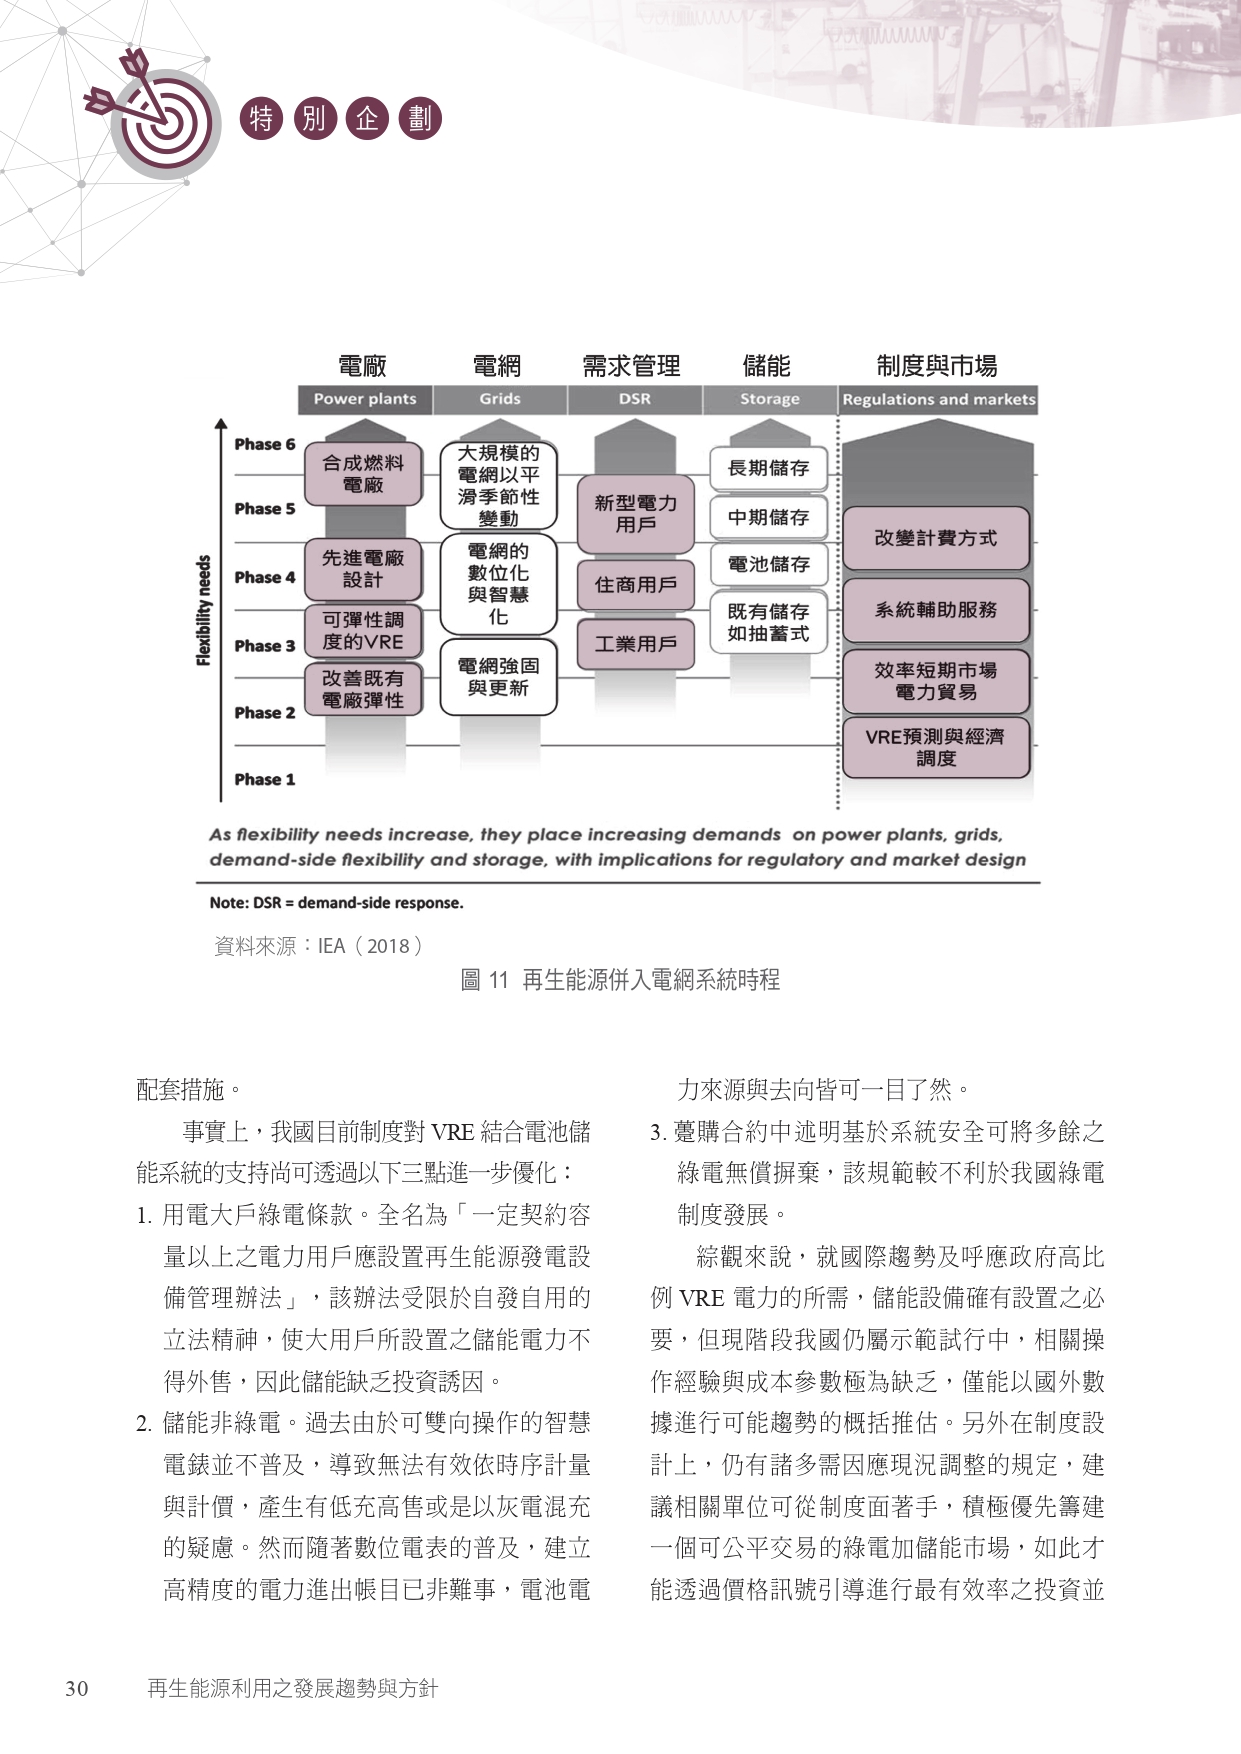 特別企劃
電廠 電網 需求管理 儲能 制度與市場
Power plants Grids DSR Storage Regulations and markets
Flexibility needs
Phase 6
Phase 5
Phase 4
Phase 3
Phase 2
Phase 1
合成燃料
電廠
先進電廠
設計
可彈性調
度的VRE
改善既有
電廠彈性
大規模的
電網以平
滑季節性
變動
電網的
數位化
與智慧
化
電網強固
與更新
新型電力
用戶
住商用戶
工業用戶
長期儲存
中期儲存
電池儲存
既有儲存
如抽蓄式
改變計費方式
系統輔助服務
效率短期市場
電力貿易
VRE預測與經濟
調度
As flexibility needs increase, they place increasing demands on power plants, grids,
demand-side flexibility and storage, with implications for regulatory and market design
Note: DSR = demand-side response.
資料來源：IEA（2018）
圖 11 再生能源併入電網系統時程
配套措施。
事實上，我國目前制度對 VRE 結合電池儲
能系統的支持尚可透過以下三點進一步優化：
1. 用電大戶綠電條款。全名為「一定契約容
量以上之電力用戶應設置再生能源發電設
備管理辦法」，該辦法受限於自發自用的
立法精神，使大用戶所設置之儲能電力不
得外售，因此儲能缺乏投資誘因。
2. 儲能非綠電。過去由於可雙向操作的智慧
電錶並不普及，導致無法有效依時序計量
與計價，產生有低充高售或是以灰電混充
的疑慮。然而隨著數位電表的普及，建立
高精度的電力進出帳目已非難事，電池電
力來源與去向皆可一目了然。
3. 躉購合約中述明基於系統安全可將多餘之
綠電無償摒棄，該規範較不利於我國綠電
制度發展。
綜觀來說，就國際趨勢及呼應政府高比
例 VRE 電力的所需，儲能設備確有設置之必
要，但現階段我國仍屬示範試行中，相關操
作經驗與成本參數極為缺乏，僅能以國外數
據進行可能趨勢的概括推估。另外在制度設
計上，仍有諸多需因應現況調整的規定，建
議相關單位可從制度面著手，積極優先籌建
一個可公平交易的綠電加儲能市場，如此才
能透過價格訊號引導進行最有效率之投資並
30 再生能源利用之發展趨勢與方針